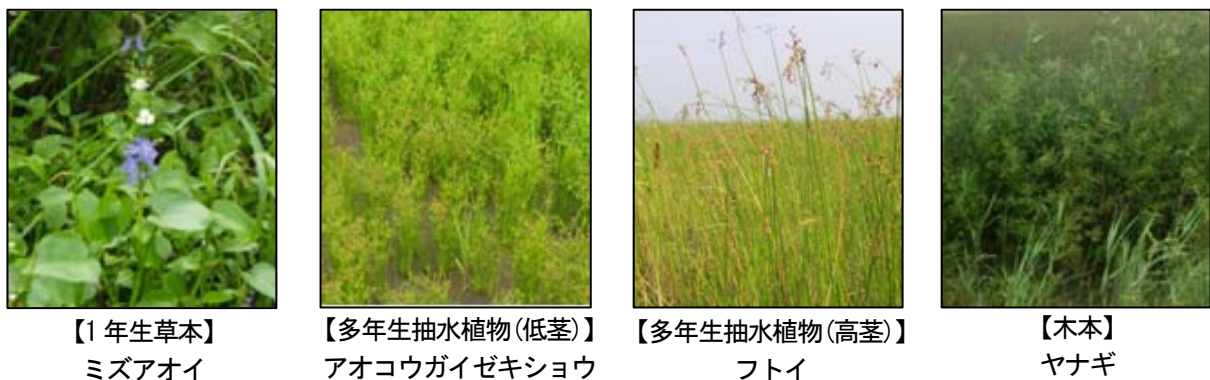 【1年生草本】
ミズアオイ
【多年生抽水植物(低茎)】
アオコウガイゼキショウ
【多年生抽水植物(高茎)】
フトイ
【木本】
ヤナギ